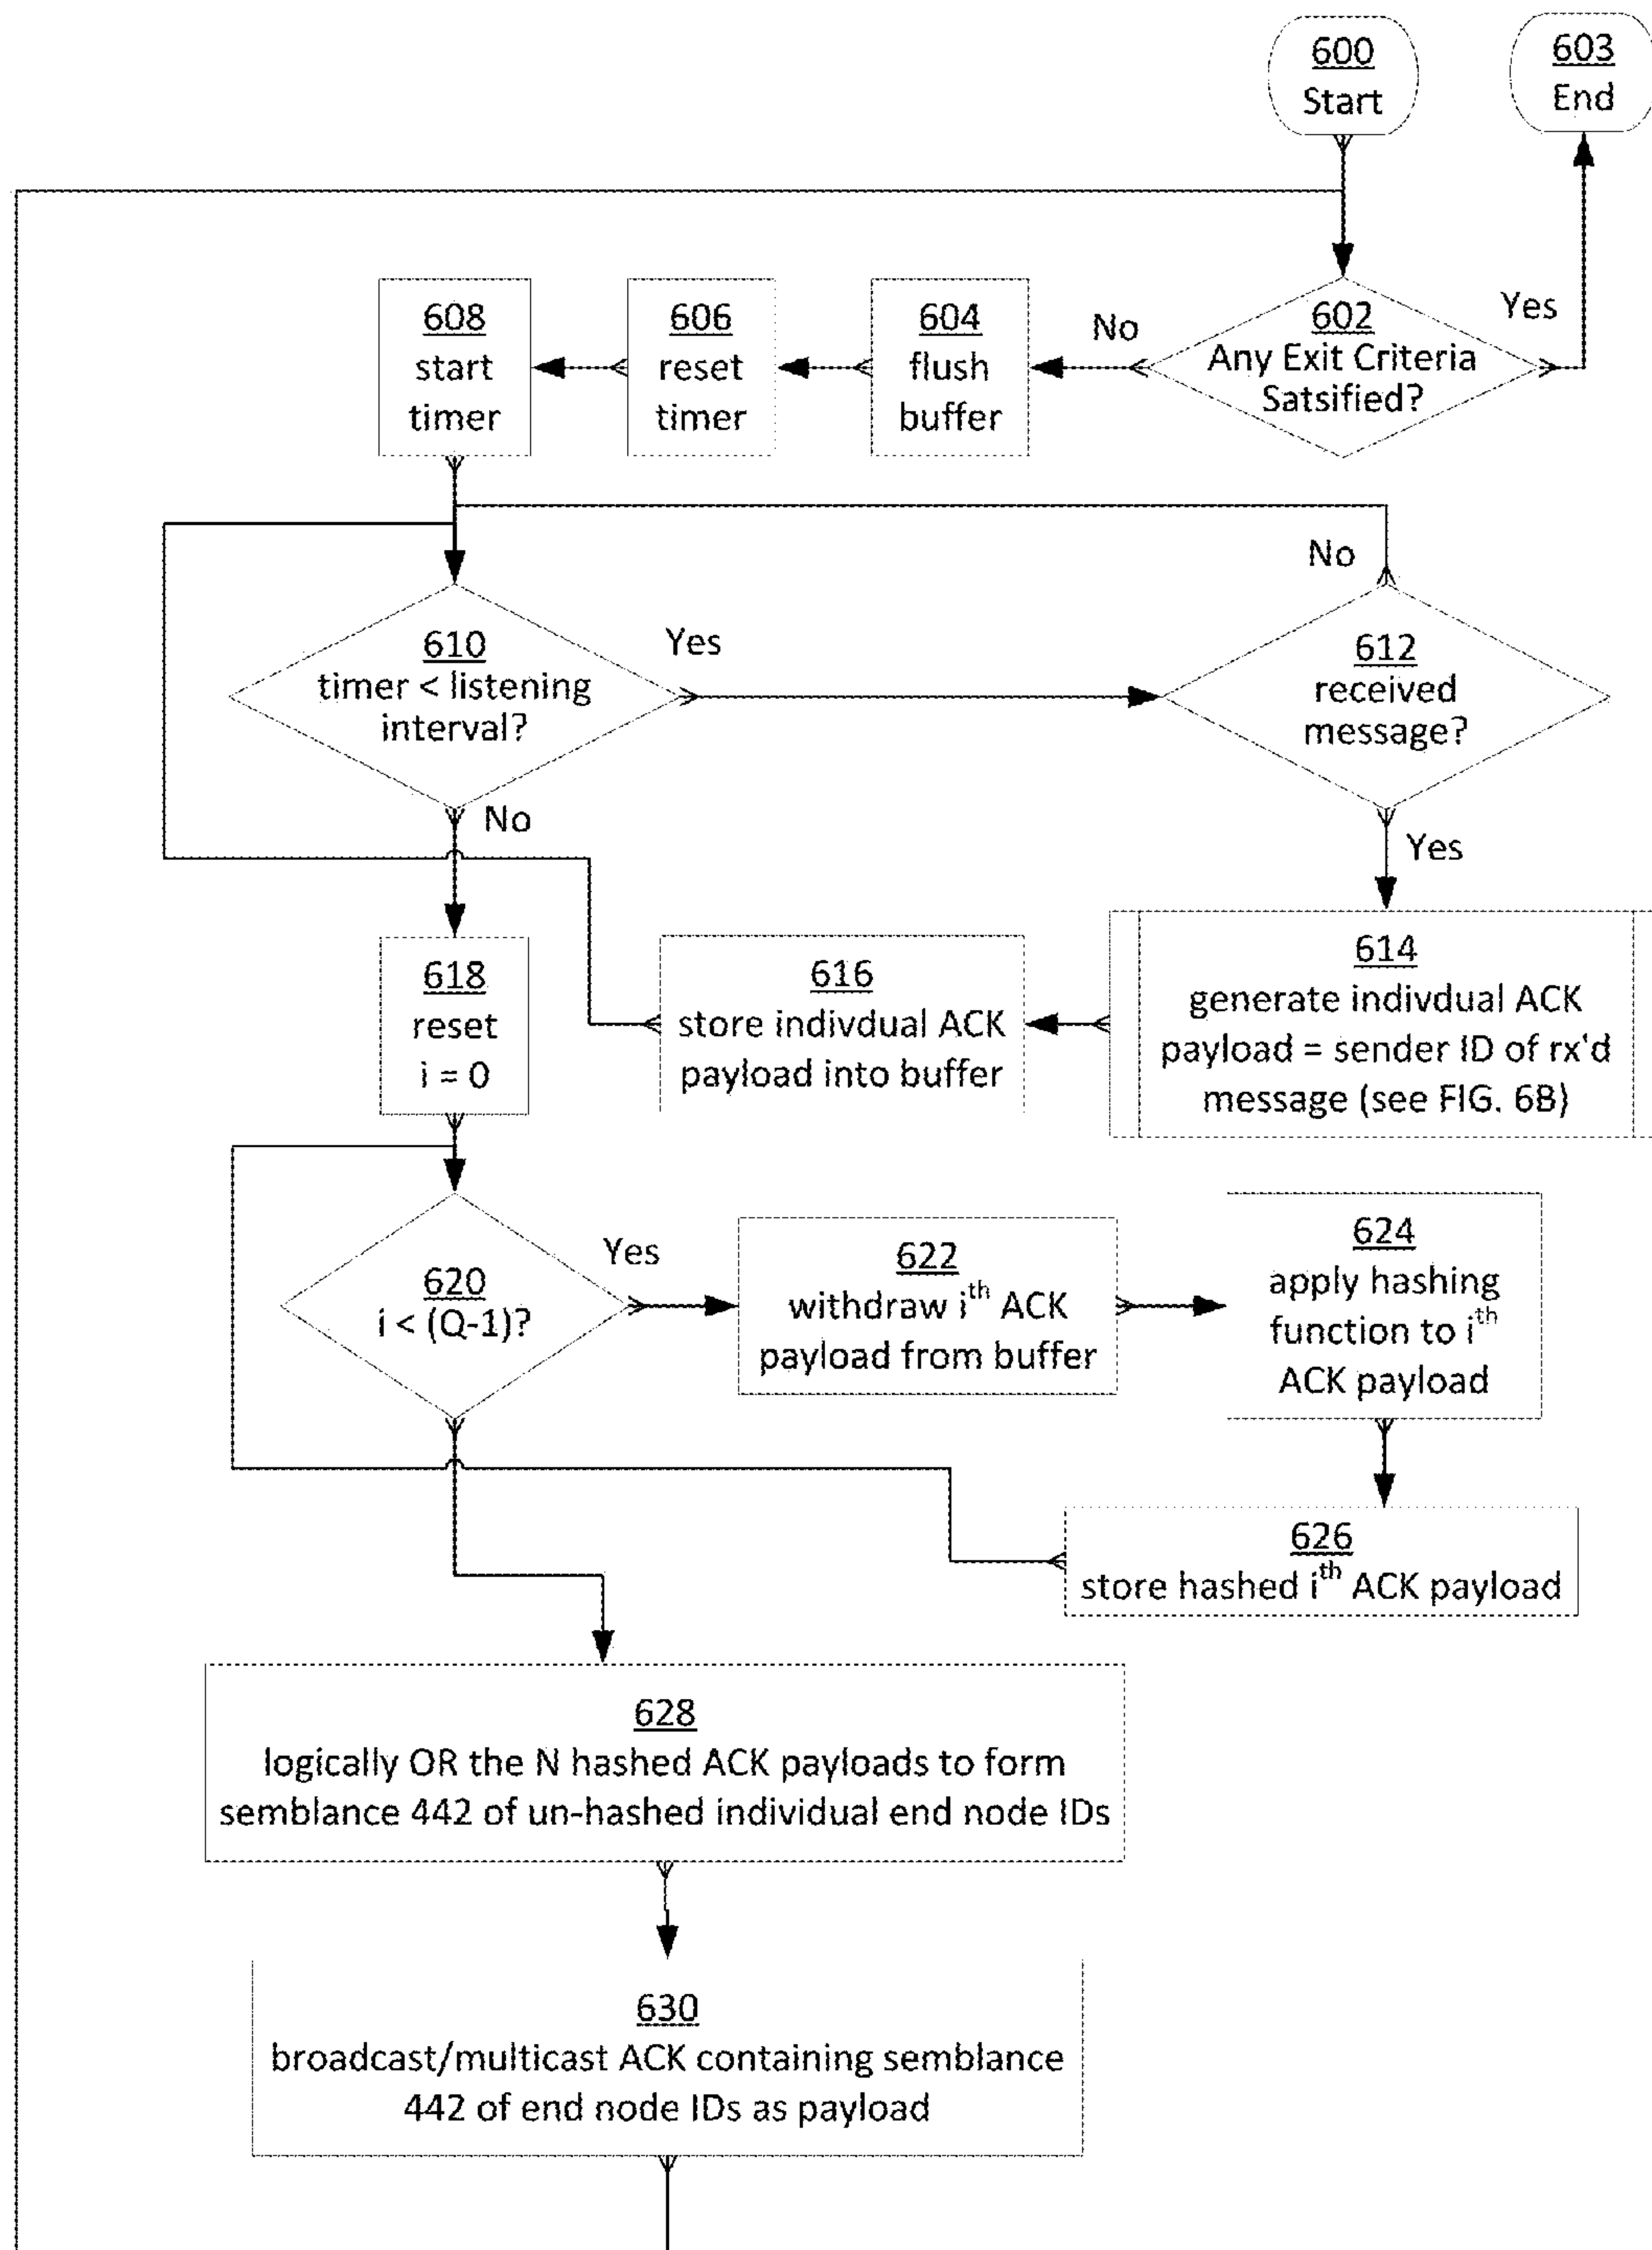 600
Start
603
End
602
Any Exit Criteria
Satsified?
Yes
No
604
flush
buffer
606
reset
timer
608
start
timer
610
timer < listening
interval?
Yes
No
612
received
message?
No
Yes
614
generate indivdual ACK
payload = sender ID of rx'd
message (see FIG. 6B)
616
store indivdual ACK
payload into buffer
618
reset
i = 0
620
i < (Q-1)?
Yes
622
withdraw ith ACK
payload from buffer
624
apply hashing
function to ith
ACK payload
626
store hashed ith ACK payload
628
logically OR the N hashed ACK payloads to form
semblance 442 of un-hashed individual end node IDs
630
broadcast/multicast ACK containing semblance
442 of end node IDs as payload